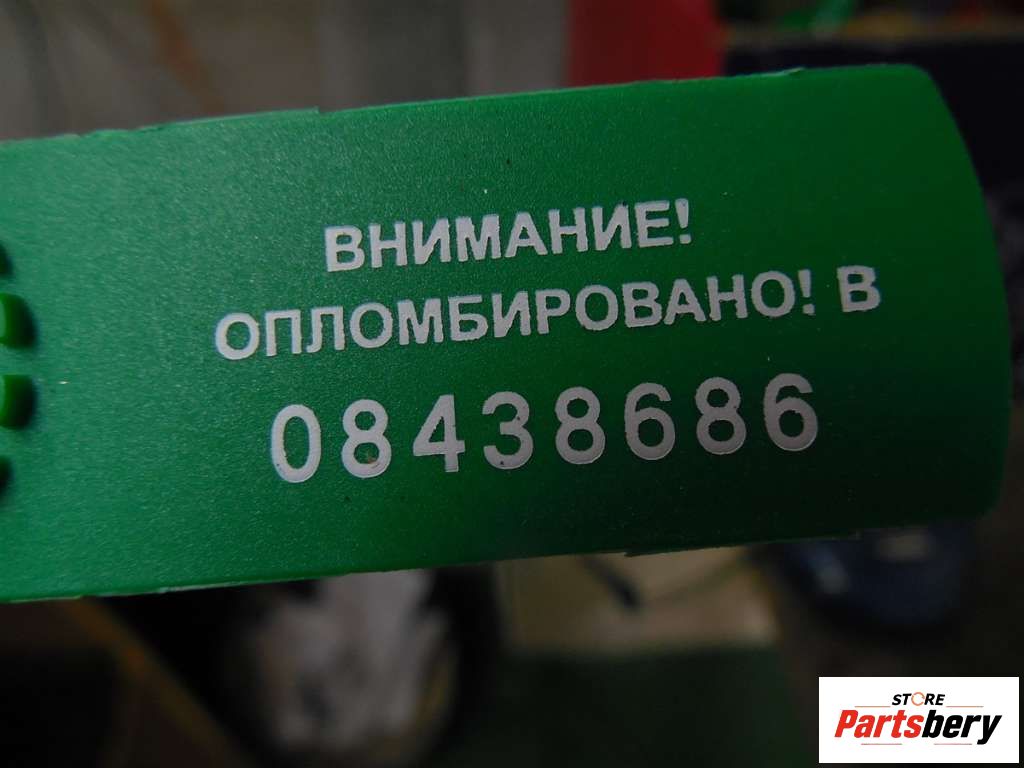 ВНИМАНИЕ!
ОПЛОМБИРОВАНО! В
08438686
STORE
Partsbery